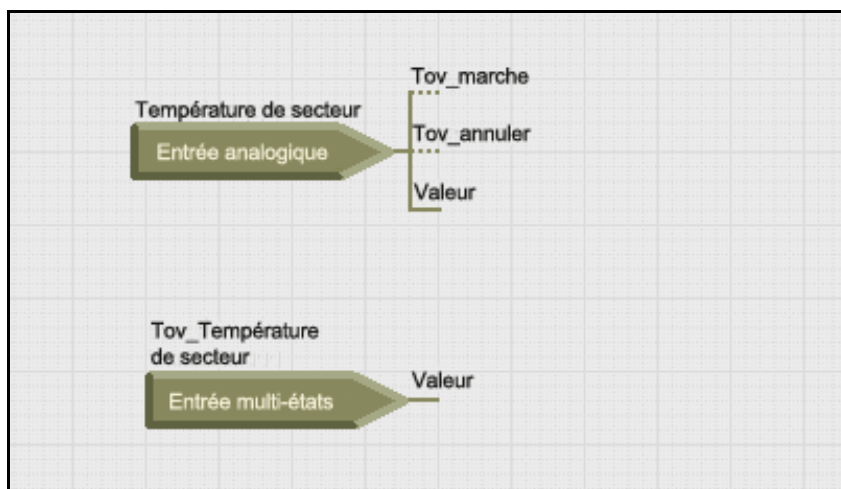 Tov_marche
Température de secteur
Tov_annuler
Entrée analogique
Valeur
Tov_Température
de secteur
Valeur
Entrée multi-états